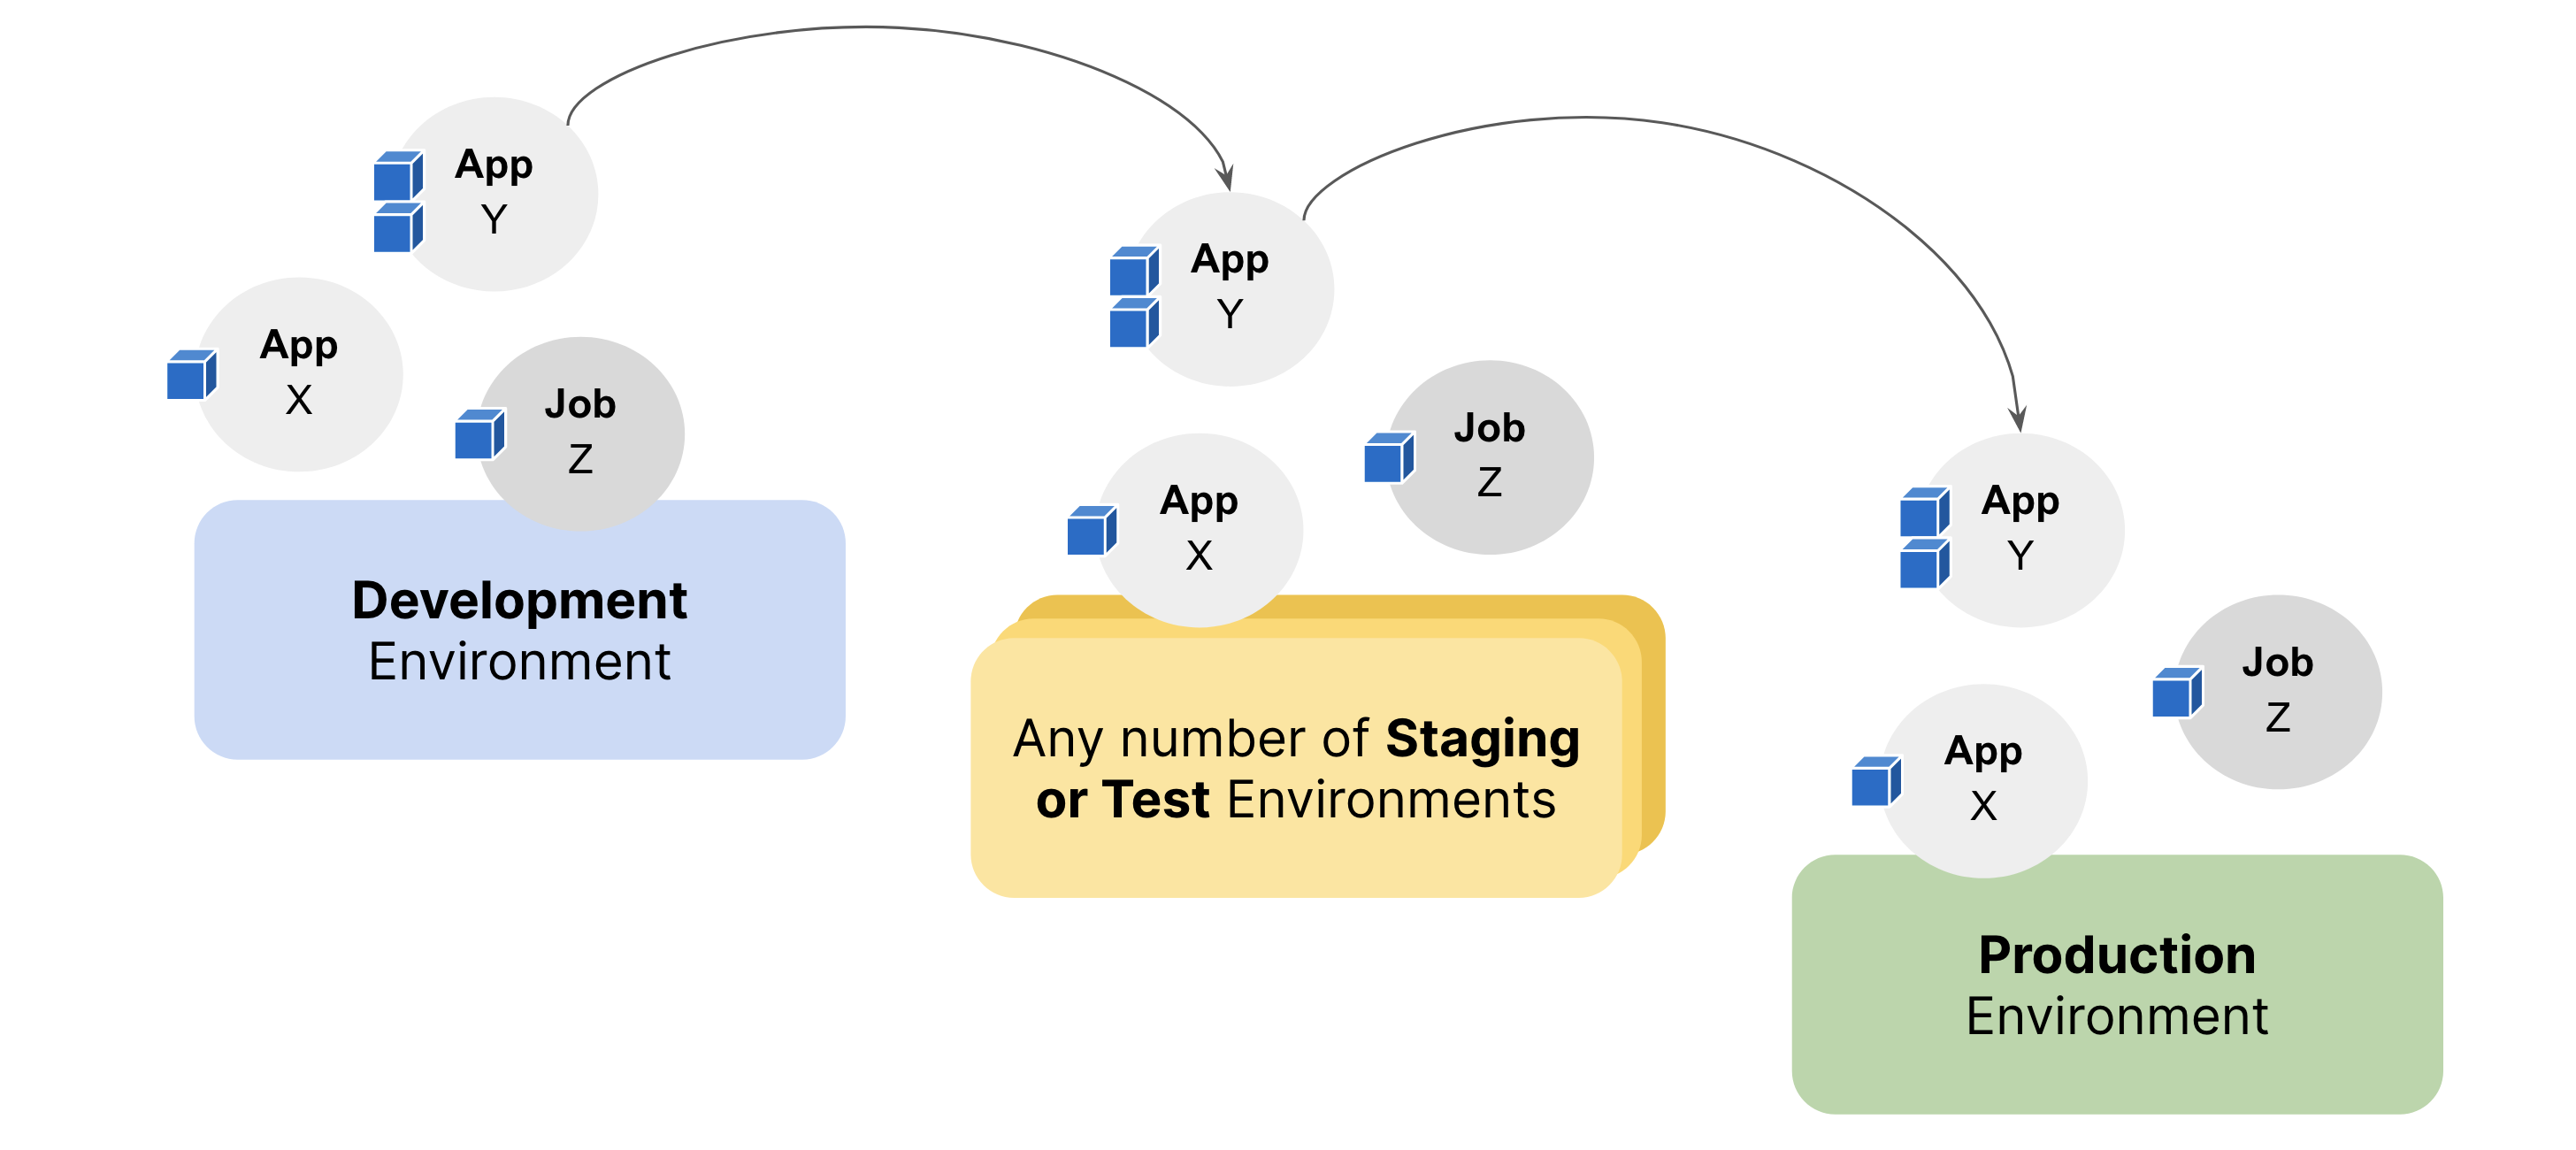 App
Y
App
X
Job
Z
Development
Environment
App
Y
Job
Z
App
X
Any number of Staging
or Test Environments
App
Y
Job
Z
App
X
Production
Environment